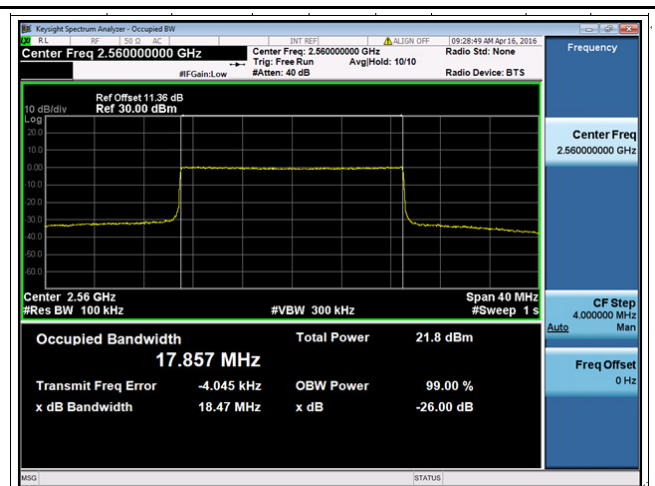 Keysight Spectrum Analyzer - Occupied BW
RL RF 50 Ω AC INT REF ALIGN OFF 09:28:49 AM Apr 16, 2016
Center Freq 2.560000000 GHz
Center Freq: 2.560000000 GHz
Radio Std: None
Trig: Free Run Avg|Hold: 10/10
#IFGain:Low
#Atten: 40 dB
Radio Device: BTS
Frequency
Ref Offset 11.36 dB
10 dB/div Ref 30.00 dBm
Log
20.0
10.0
0.00
-10.0
-20.0
-30.0
-40.0
-50.0
-60.0
Center 2.56 GHz
Span 40 MHz
#Res BW 100 kHz
#VBW 300 kHz
#Sweep 1 s
Center Freq
2.560000000 GHz
CF Step
4.000000 MHz
Auto Man
Freq Offset
0 Hz
Occupied Bandwidth
17.857 MHz
Total Power 21.8 dBm
Transmit Freq Error -4.045 kHz
OBW Power 99.00 %
x dB Bandwidth 18.47 MHz
x dB -26.00 dB
MSG
STATUS